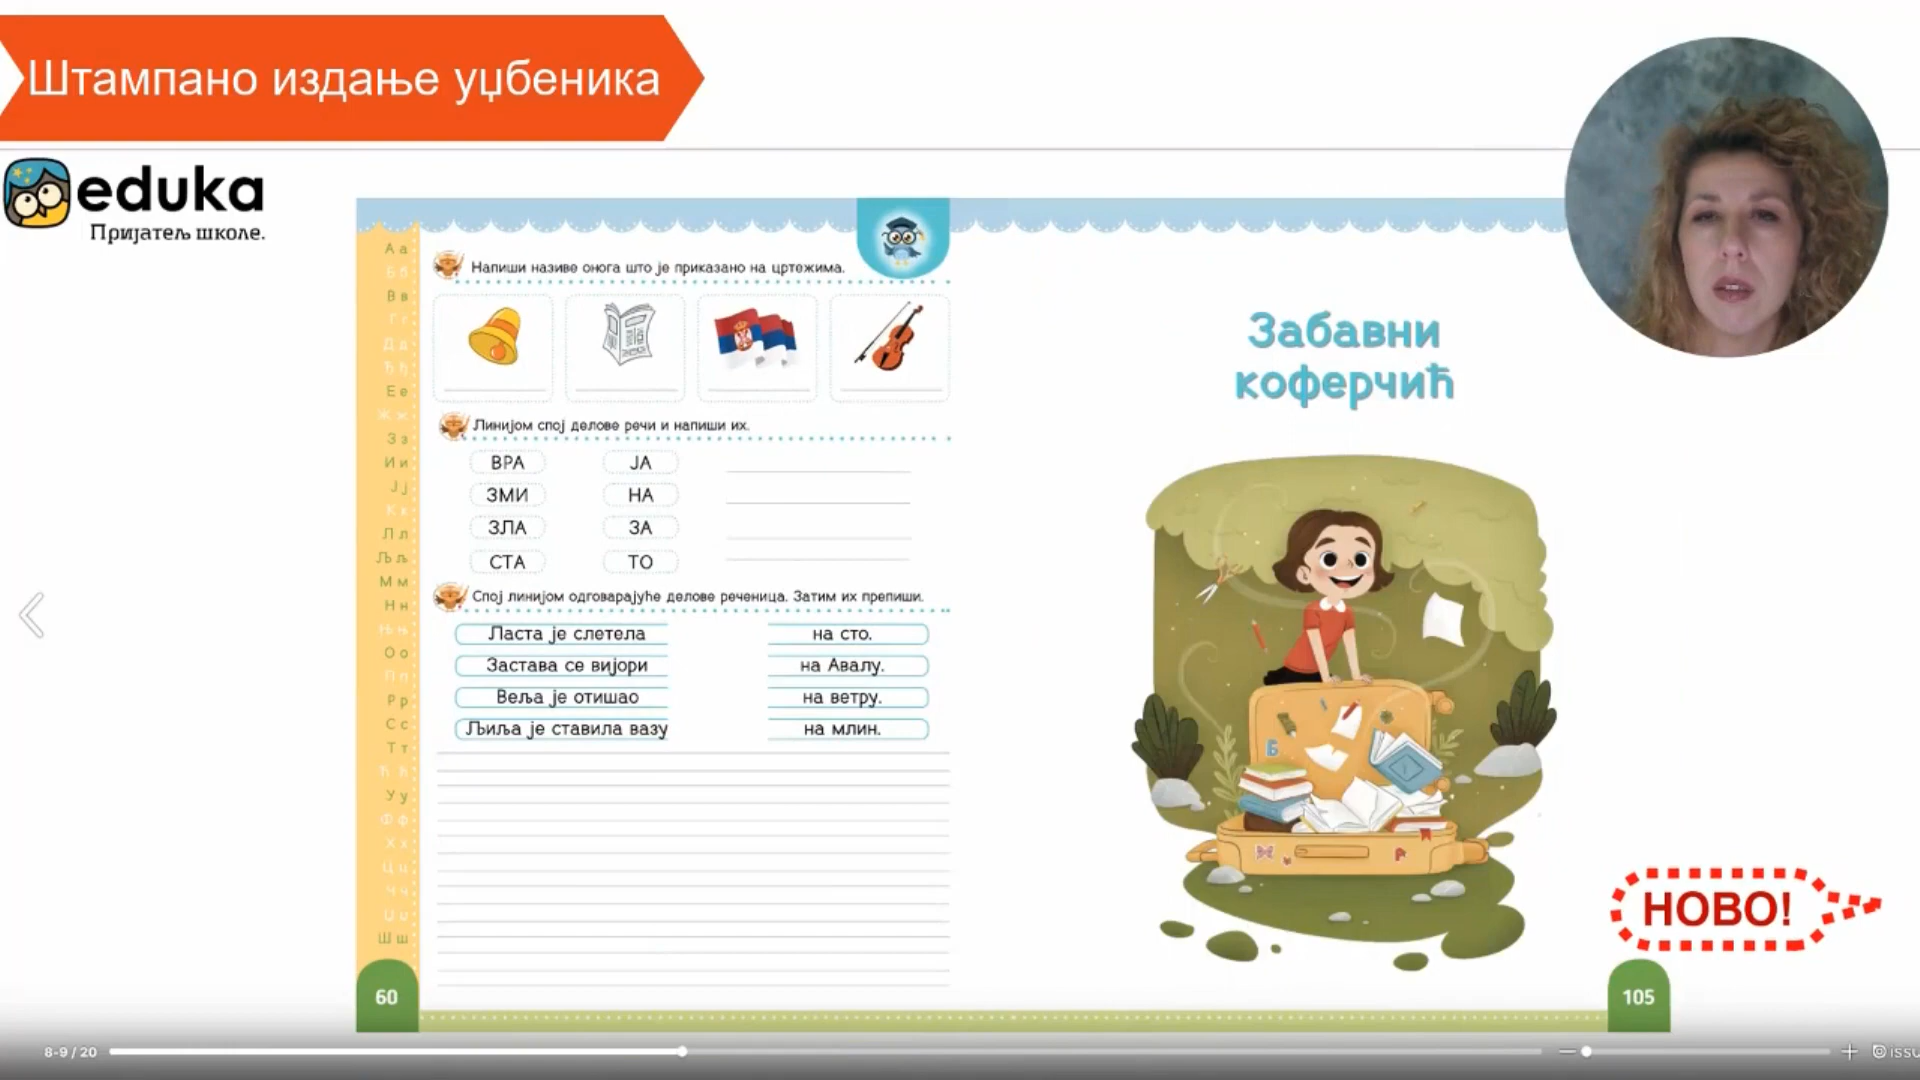 Штампано издање уџбеника
eduka
Пријатељ школе.
Напиши називе онога што је приказано на цртежима.
Линијом спој делове речи и напиши их.
ВРА ЈА
ЗМИ НА
ЗЛА ЗА
СТА ТО
Спој линијом одговарајуће делове реченица. Затим их препиши.
Ласта је слетела на сто.
Застава се вијори на Авалу.
Веља је отишао на ветру.
Љиља је ставила вазу на млин.
А а
Б б
В в
Г г
Д д
Ђ ђ
Е е
Ж ж
З з
И и
Ј ј
К к
Л л
Љ љ
М м
Н н
Њ њ
О о
П п
Р р
С с
Т т
Ћ ћ
У у
Ф ф
Х х
Ц ц
Ч ч
Џ џ
Ш ш
60
Забавни
коферчић
Б
НОВО!
105
8-9 / 20
issu